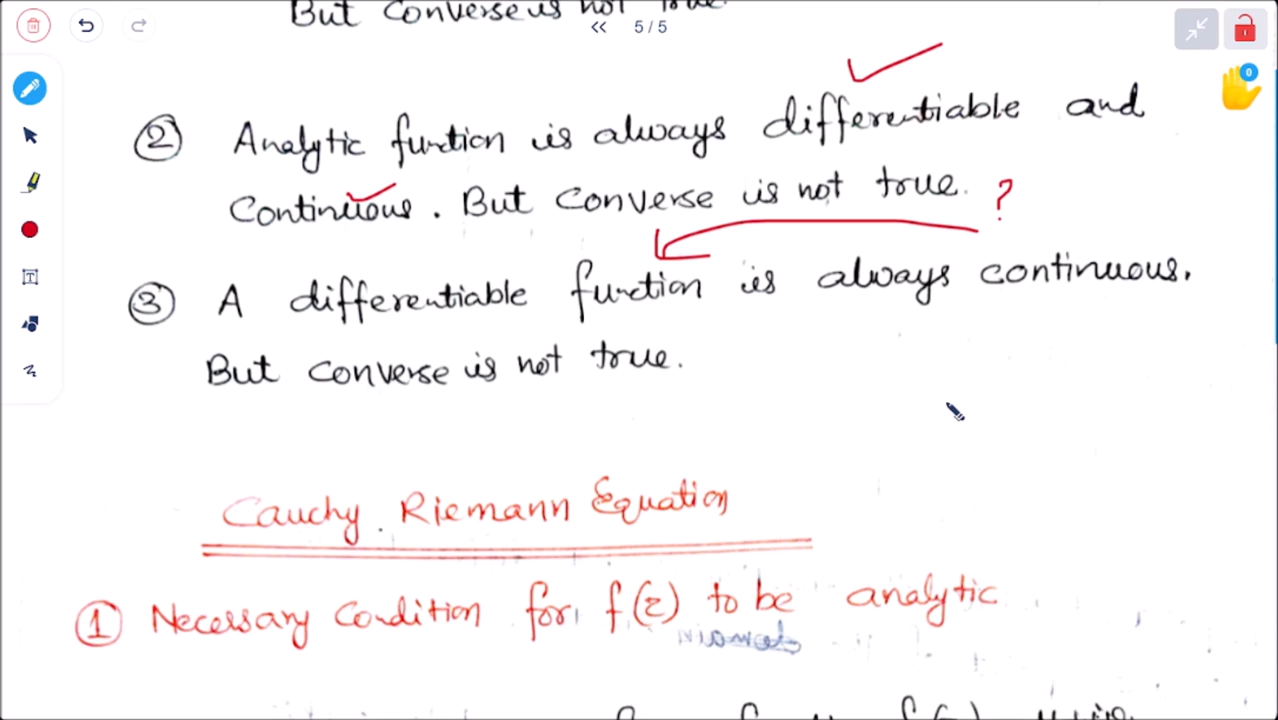 But Converse is not true.
5/5
0
② Analytic function is always differentiable and
Continuous. But Converse is not true. ?
③ A differentiable function is always continuous.
But converse is not true.
Cauchy Riemann Equation
① Necessary Condition for f(z) to be analytic
domain